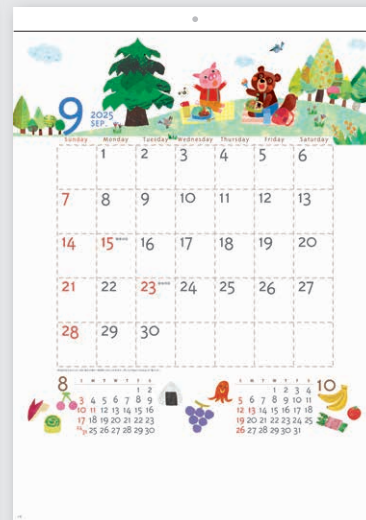 9 2025
SEP.
Sunday Monday Tuesday Wednesday Thursday Friday Saturday
1 2 3 4 5 6
7 8 9 10 11 12 13
14 15 16 17 18 19 20
21 22 23 24 25 26 27
28 29 30
8
S M T W T F S
1 2
3 4 5 6 7 8 9
10 11 12 13 14 15 16
17 18 19 20 21 22 23
24 31 25 26 27 28 29 30
10
S M T W T F S
1 2 3 4
5 6 7 8 9 10 11
12 13 14 15 16 17 18
19 20 21 22 23 24 25
26 27 28 29 30 31